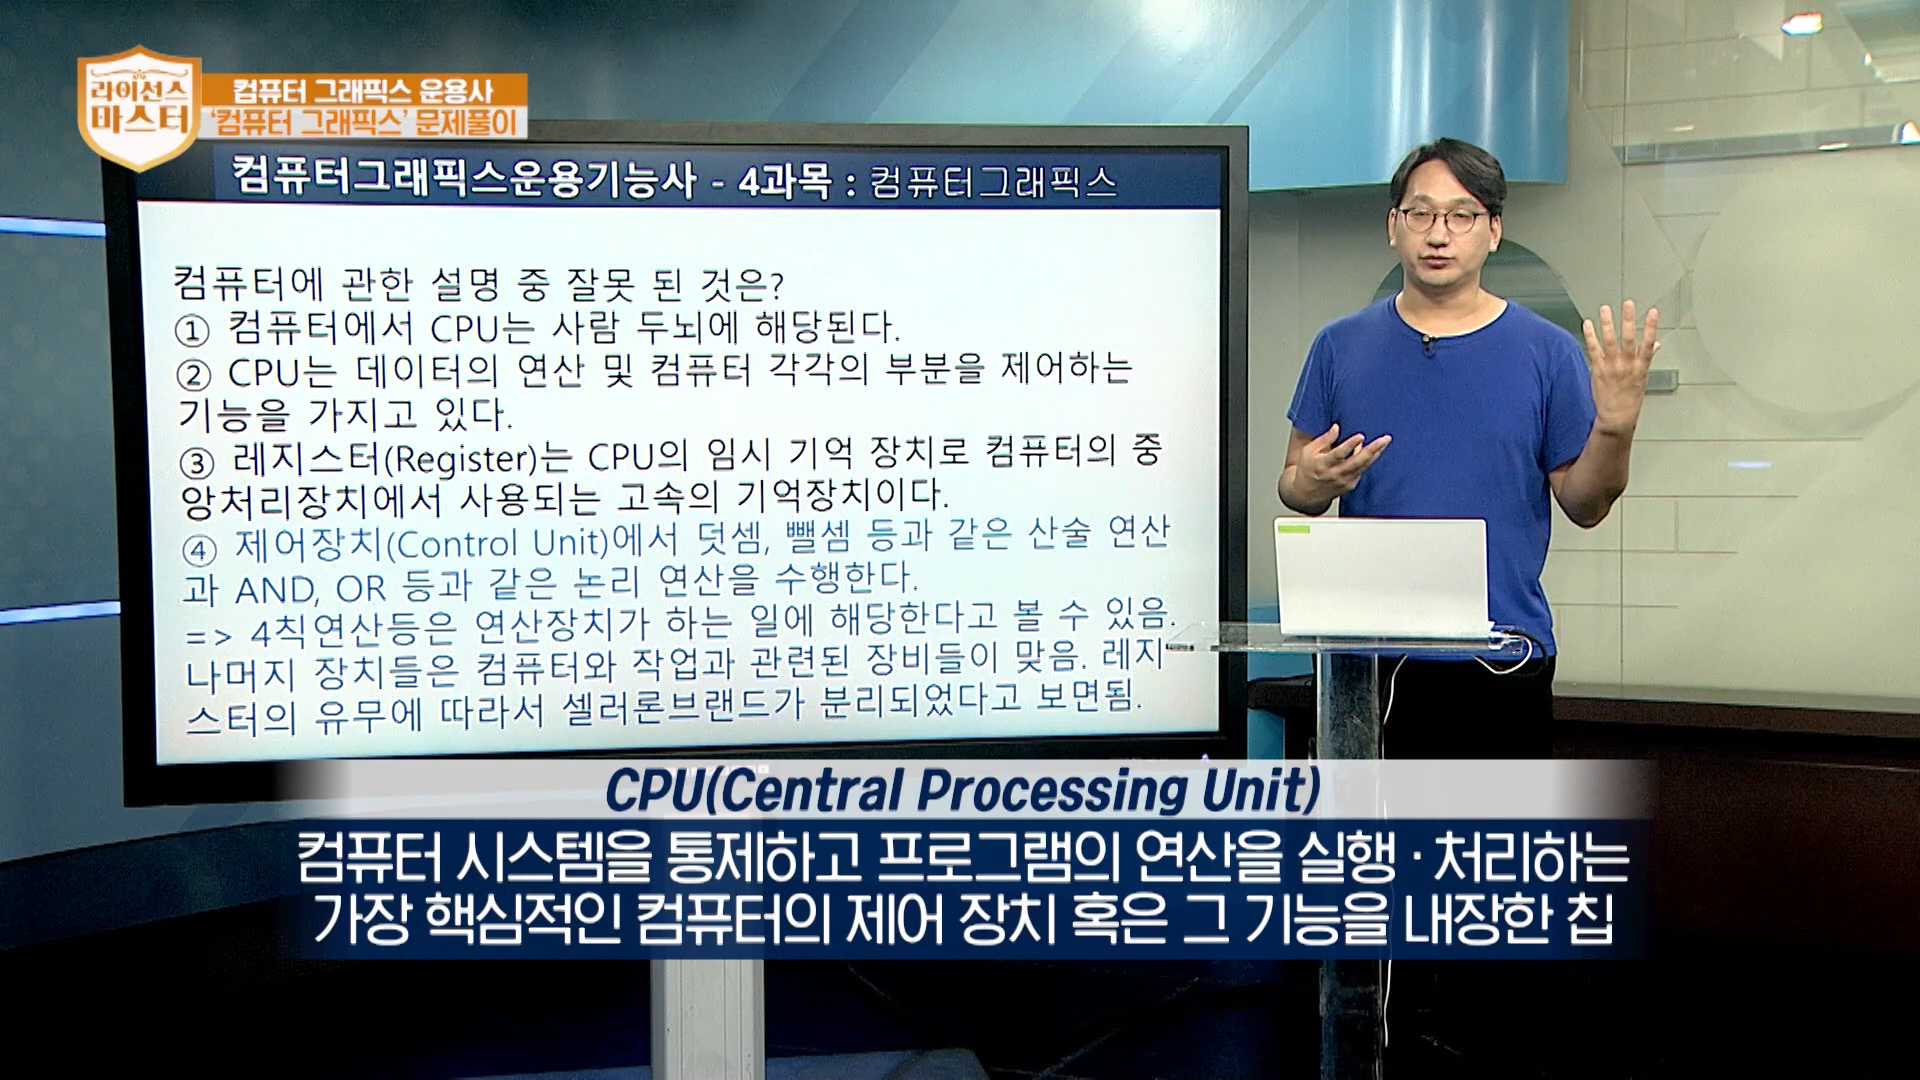 라이선스
마스터
컴퓨터 그래픽스 운용사
‘컴퓨터 그래픽스’ 문제풀이
컴퓨터그래픽스운용기능사 - 4과목 : 컴퓨터그래픽스
컴퓨터에 관한 설명 중 잘못 된 것은?
① 컴퓨터에서 CPU는 사람 두뇌에 해당된다.
② CPU는 데이터의 연산 및 컴퓨터 각각의 부분을 제어하는
기능을 가지고 있다.
③ 레지스터(Register)는 CPU의 임시 기억 장치로 컴퓨터의 중
앙처리장치에서 사용되는 고속의 기억장치이다.
④ 제어장치(Control Unit)에서 덧셈, 뺄셈 등과 같은 산술 연산
과 AND, OR 등과 같은 논리 연산을 수행한다.
=> 4칙연산등은 연산장치가 하는 일에 해당한다고 볼 수 있음.
나머지 장치들은 컴퓨터와 작업과 관련된 장비들이 맞음. 레지
스터의 유무에 따라서 셀러론브랜드가 분리되었다고 보면됨.
CPU(Central Processing Unit)
컴퓨터 시스템을 통제하고 프로그램의 연산을 실행·처리하는
가장 핵심적인 컴퓨터의 제어 장치 혹은 그 기능을 내장한 칩